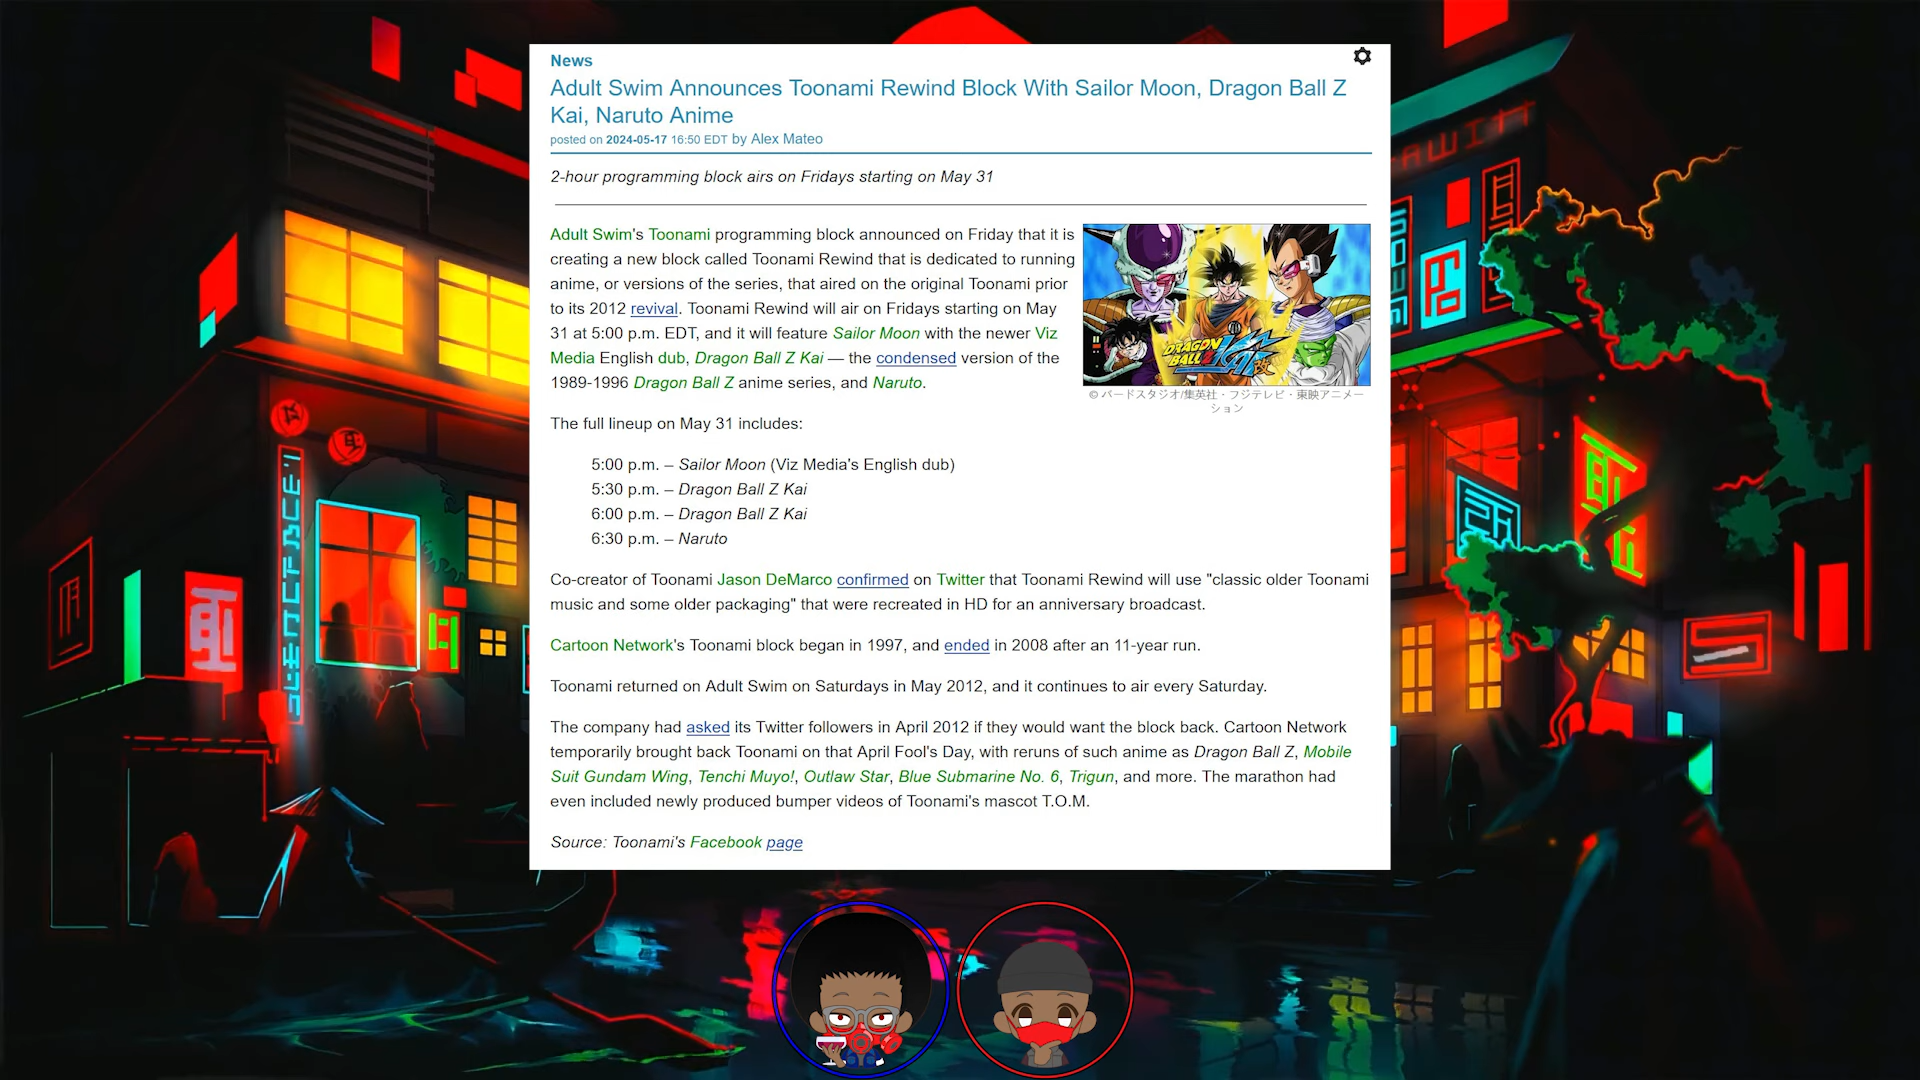 News
Adult Swim Announces Toonami Rewind Block With Sailor Moon, Dragon Ball Z
Kai, Naruto Anime
posted on 2024-05-17 16:50 EDT by Alex Mateo
2-hour programming block airs on Fridays starting on May 31
Adult Swim's Toonami programming block announced on Friday that it is
creating a new block called Toonami Rewind that is dedicated to running
anime, or versions of the series, that aired on the original Toonami prior
to its 2012 revival. Toonami Rewind will air on Fridays starting on May
31 at 5:00 p.m. EDT, and it will feature Sailor Moon with the newer Viz
Media English dub, Dragon Ball Z Kai — the condensed version of the
1989-1996 Dragon Ball Z anime series, and Naruto.
DRAGON
BALL Z
© バードスタジオ/集英社・フジテレビ・東映アニメー
ション
The full lineup on May 31 includes:
5:00 p.m. – Sailor Moon (Viz Media's English dub)
5:30 p.m. – Dragon Ball Z Kai
6:00 p.m. – Dragon Ball Z Kai
6:30 p.m. – Naruto
Co-creator of Toonami Jason DeMarco confirmed on Twitter that Toonami Rewind will use "classic older Toonami
music and some older packaging" that were recreated in HD for an anniversary broadcast.
Cartoon Network's Toonami block began in 1997, and ended in 2008 after an 11-year run.
Toonami returned on Adult Swim on Saturdays in May 2012, and it continues to air every Saturday.
The company had asked its Twitter followers in April 2012 if they would want the block back. Cartoon Network
temporarily brought back Toonami on that April Fool's Day, with reruns of such anime as Dragon Ball Z, Mobile
Suit Gundam Wing, Tenchi Muyo!, Outlaw Star, Blue Submarine No. 6, Trigun, and more. The marathon had
even included newly produced bumper videos of Toonami's mascot T.O.M.
Source: Toonami's Facebook page